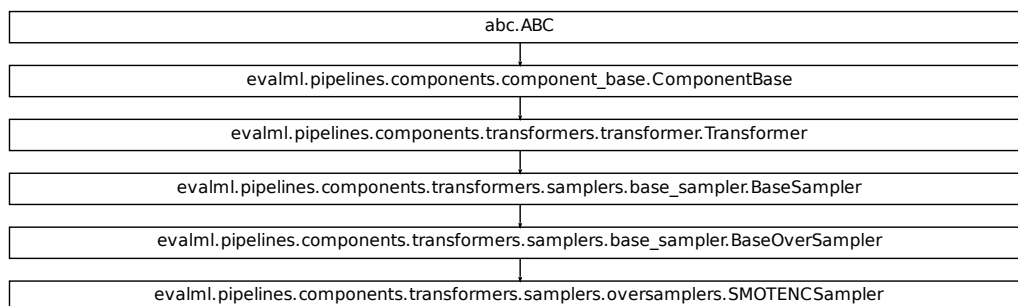 abc.ABC
evalml.pipelines.components.component_base.ComponentBase
evalml.pipelines.components.transformers.transformer.Transformer
evalml.pipelines.components.transformers.samplers.base_sampler.BaseSampler
evalml.pipelines.components.transformers.samplers.base_sampler.BaseOverSampler
evalml.pipelines.components.transformers.samplers.oversamplers.SMOTENCSampler